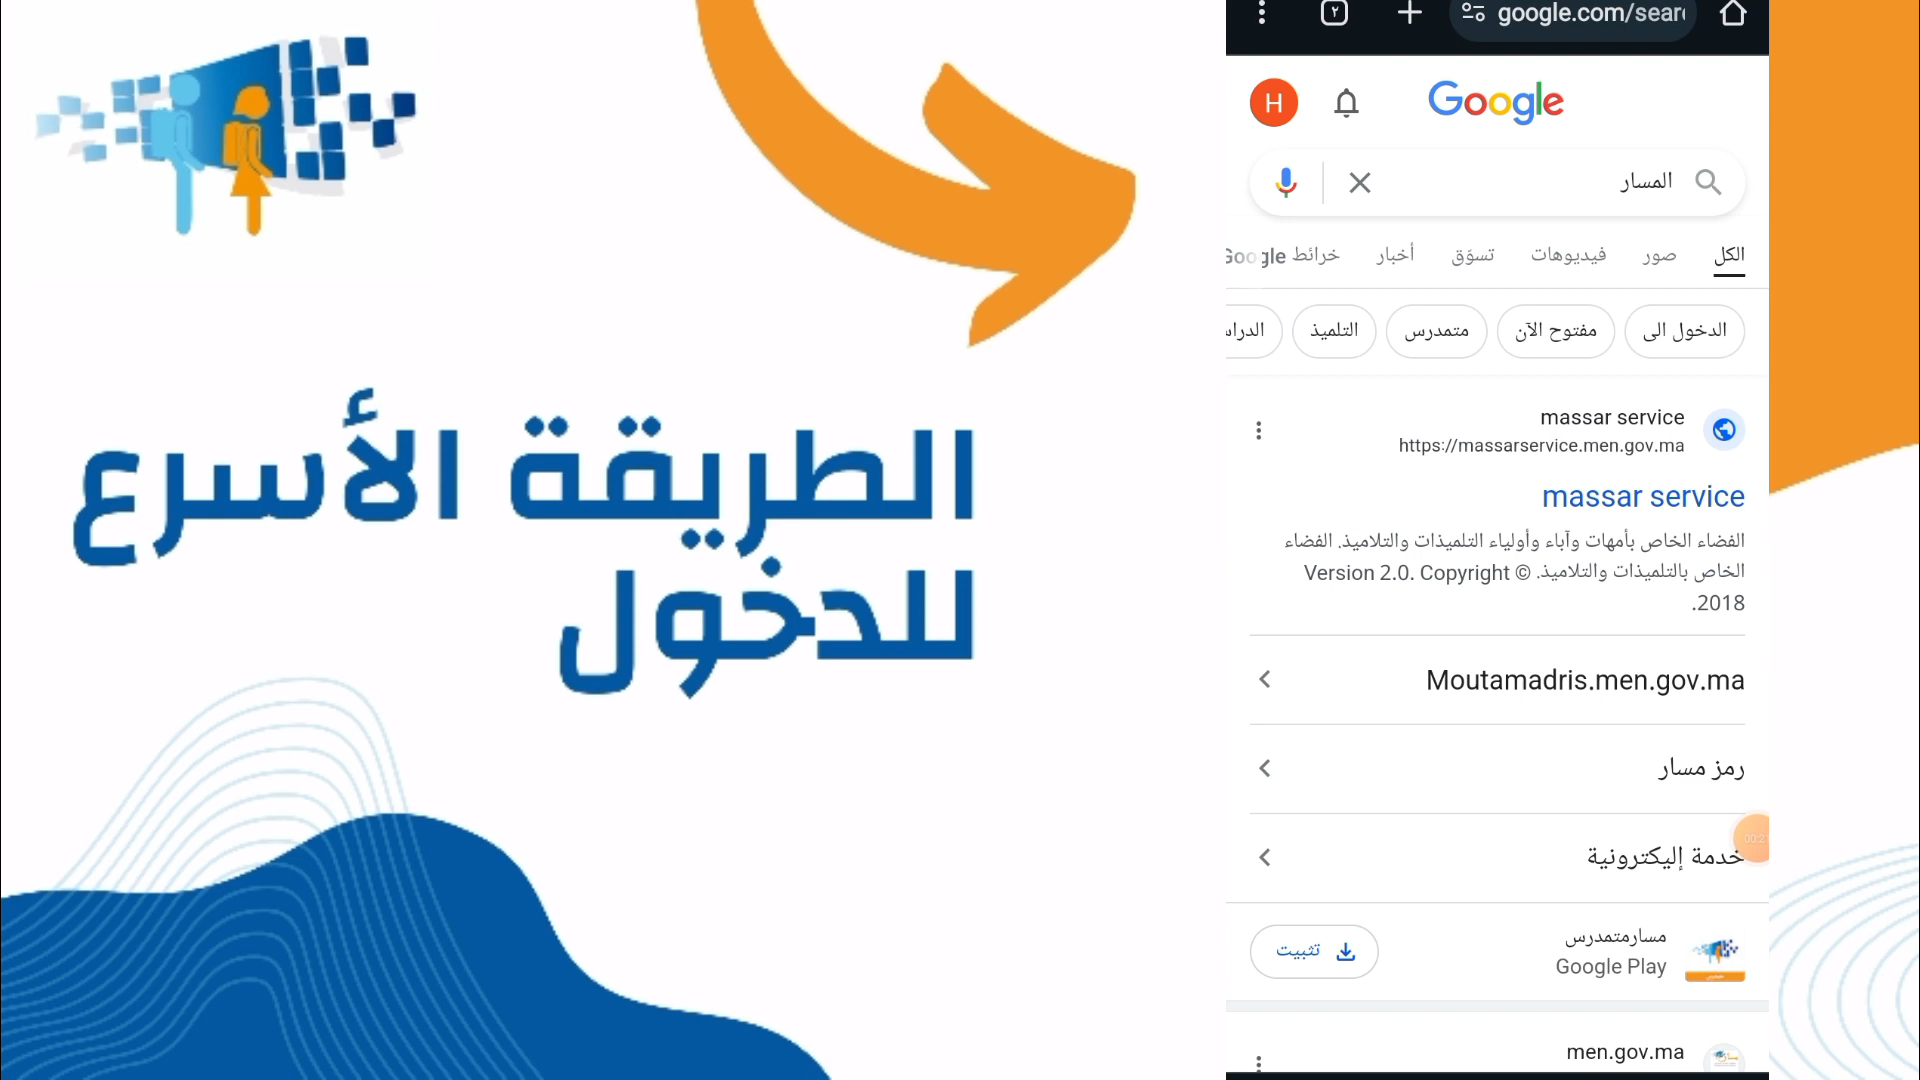 الطريقة الأسرع
للدخول
٢
google.com/sear
H
Google
المسار
الكل
صور
فيديوهات
تسوّق
أخبار
خرائط Google
الدخول الى
مفتوح الآن
متمدرس
التلميذ
massar service
https://massarservice.men.gov.ma
massar service
الفضاء الخاص بأمهات وآباء وأولياء التلميذات والتلاميذ. الفضاء
الخاص بالتلميذات والتلاميذ. Version 2.0. Copyright ©
2018.
Moutamadris.men.gov.ma
رمز مسار
خدمة إليكترونية
مسارمتمدرس
Google Play
تثبيت
men.gov.ma